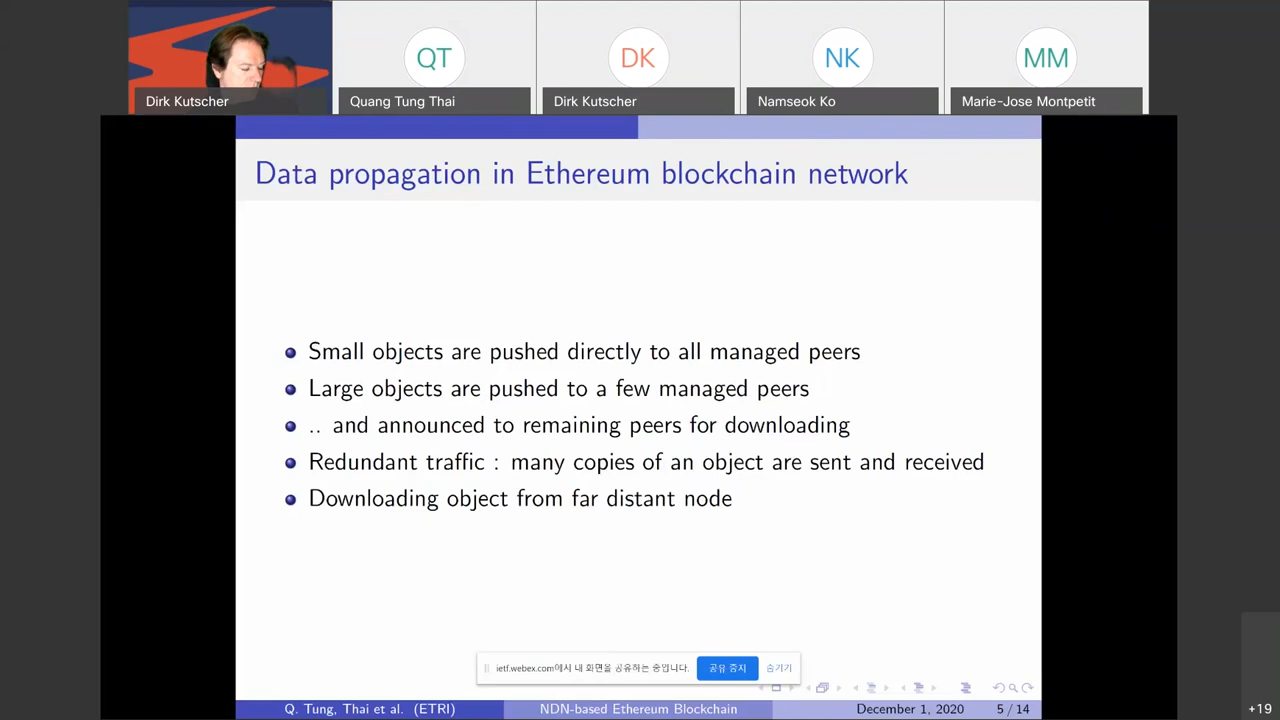 QT
DK
NK
MM
Dirk Kutscher
Quang Tung Thai
Dirk Kutscher
Namseok Ko
Marie-Jose Montpetit
Data propagation in Ethereum blockchain network
Small objects are pushed directly to all managed peers
Large objects are pushed to a few managed peers
.. and announced to remaining peers for downloading
Redundant traffic : many copies of an object are sent and received
Downloading object from far distant node
ietf.webex.com에서 내 화면을 공유하는 중입니다.
공유 중지
숨기기
Q. Tung, Thai et al. (ETRI)
NDN-based Ethereum Blockchain
December 1, 2020
5 / 14
+19